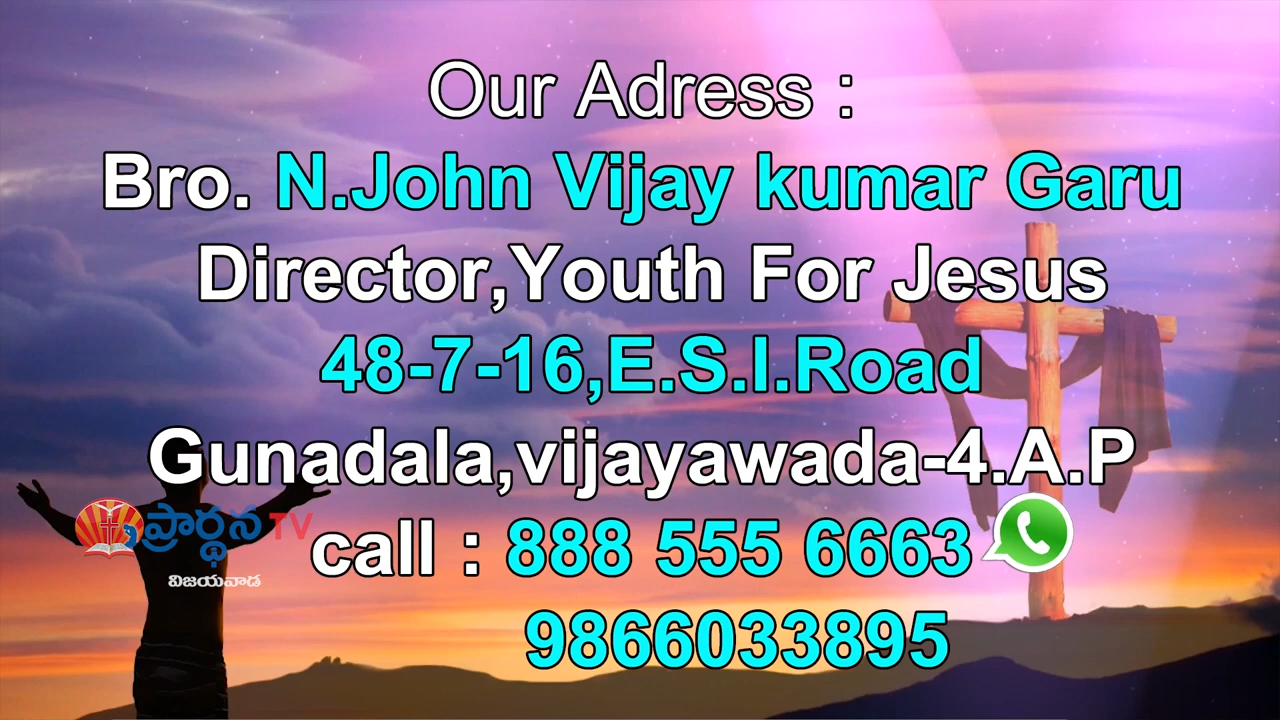 Our Adress :
Bro. N.John Vijay kumar Garu
Director,Youth For Jesus
48-7-16,E.S.I.Road
Gunadala,vijayawada-4.A.P
ప్రార్థన TV
విజయవాడ
call : 888 555 6663
9866033895